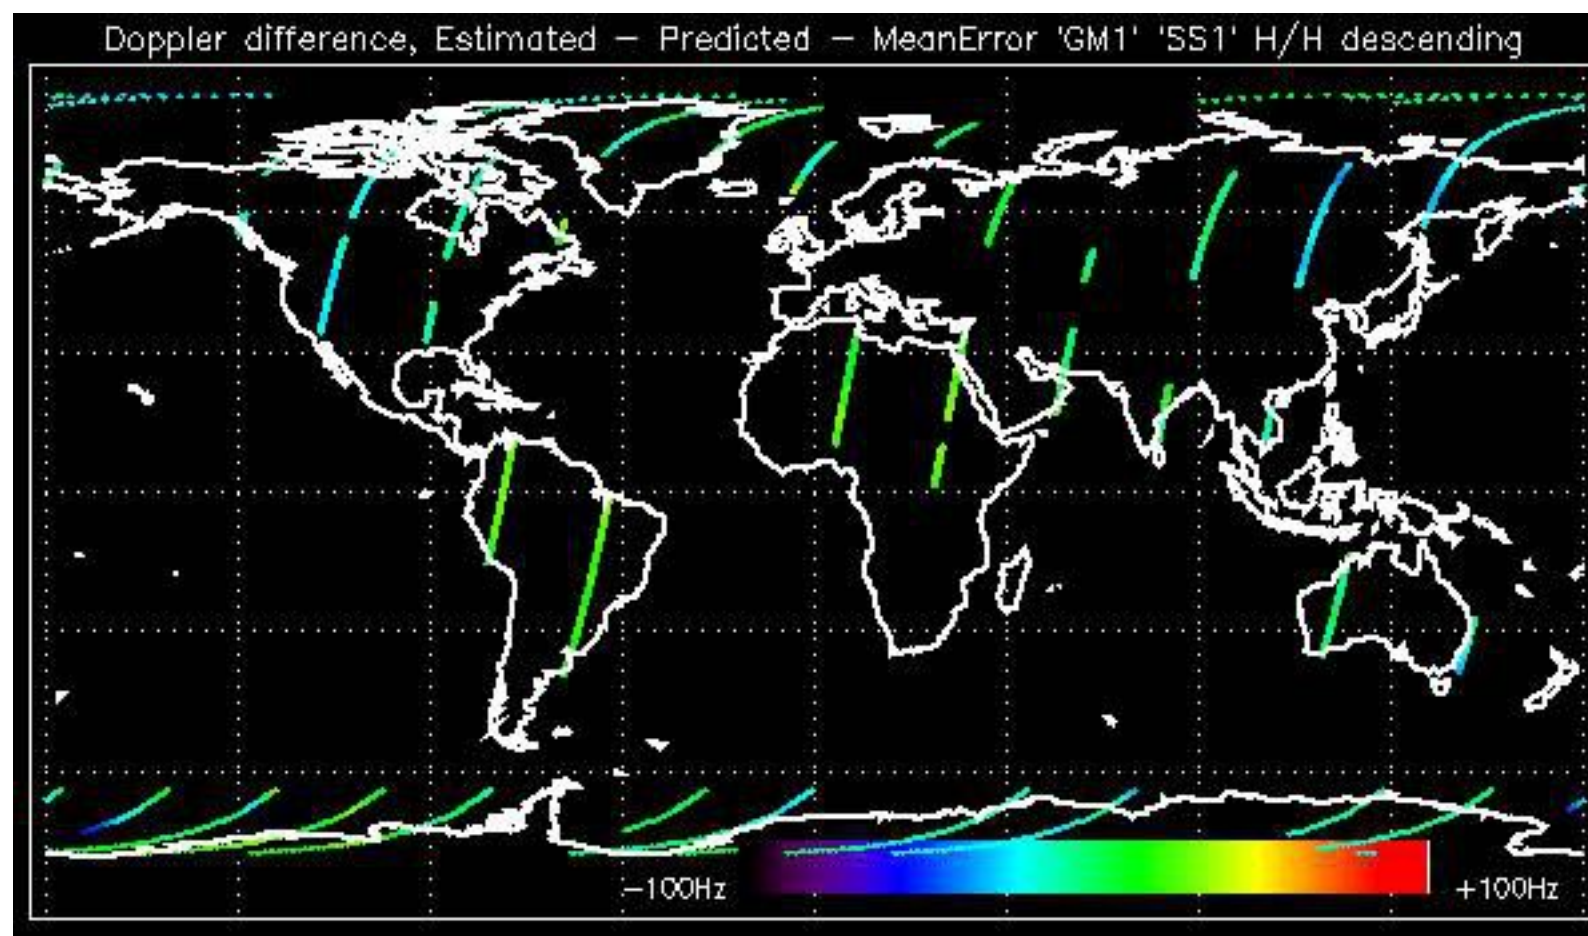 Doppler difference, Estimated − Predicted − MeanError 'GM1' 'SS1' H/H descending
−100Hz +100Hz